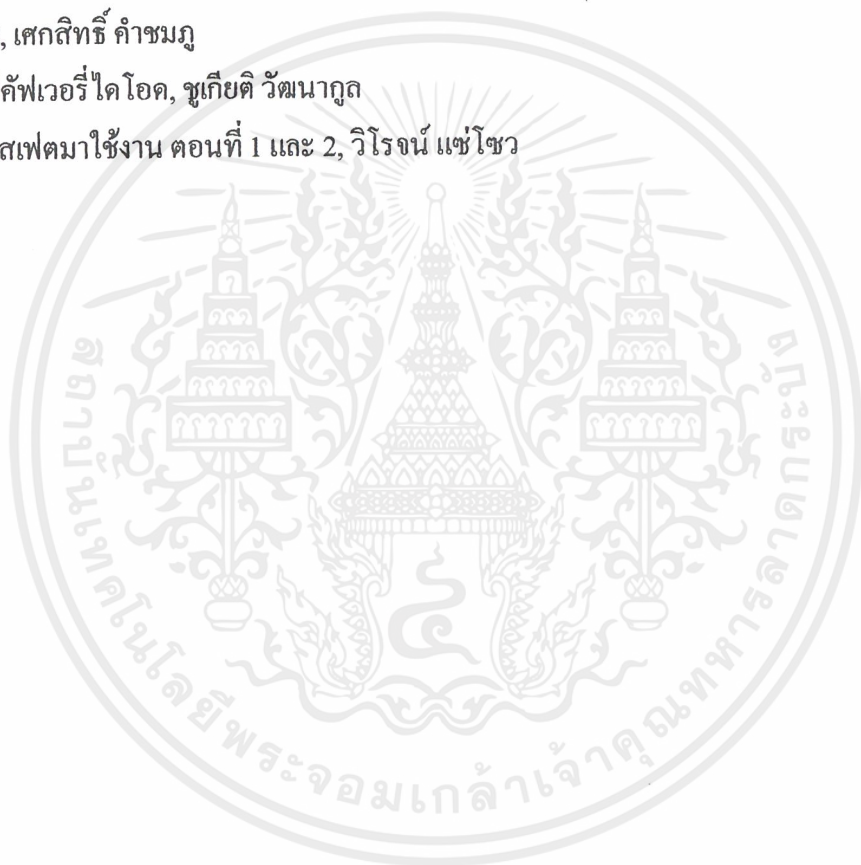 , เศกสิทธิ์ คำชมภู
คัฟเวอรี่ไดโอด, ชูเกียติ วัฒนากูล
สเฟตมาใช้งาน ตอนที่ 1 และ 2, วิโรจน์ แซ่โซว
สถาบันเทคโนโลยีพระจอมเกล้าเจ้าคุณทหารลาดกระบัง